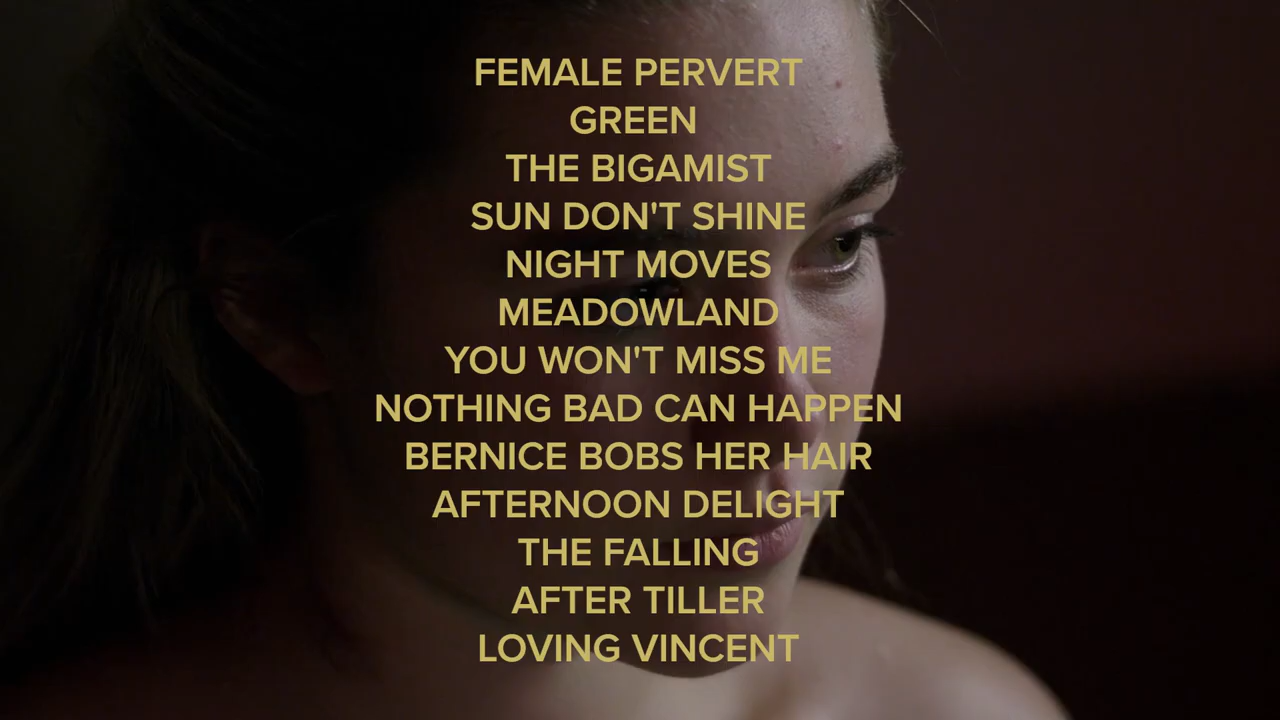 FEMALE PERVERT
GREEN
THE BIGAMIST
SUN DON'T SHINE
NIGHT MOVES
MEADOWLAND
YOU WON'T MISS ME
NOTHING BAD CAN HAPPEN
BERNICE BOBS HER HAIR
AFTERNOON DELIGHT
THE FALLING
AFTER TILLER
LOVING VINCENT